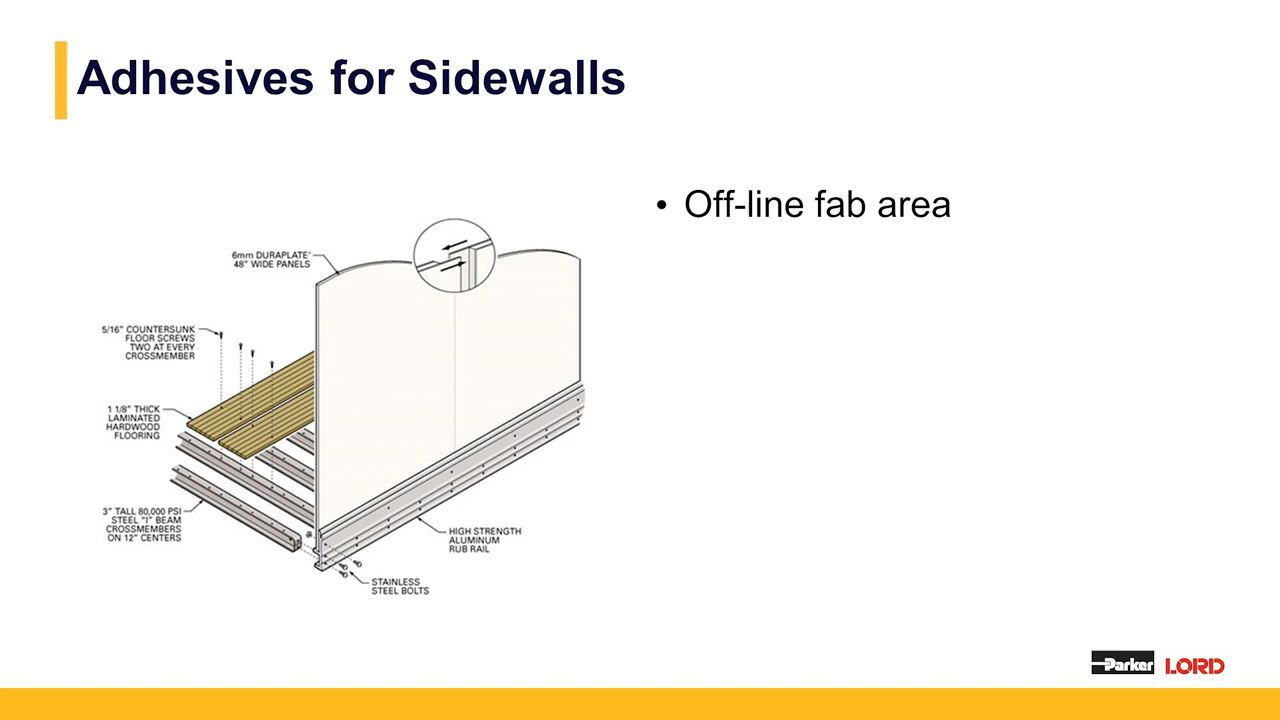 Adhesives for Sidewalls
• Off-line fab area
6mm DURAPLATE®
48" WIDE PANELS
5/16" COUNTERSUNK
FLOOR SCREWS
TWO AT EVERY
CROSSMEMBER
1 1/8" THICK
LAMINATED
HARDWOOD
FLOORING
3" TALL 80,000 PSI
STEEL "I" BEAM
CROSSMEMBERS
ON 12" CENTERS
HIGH STRENGTH
ALUMINUM
RUB RAIL
STAINLESS
STEEL BOLTS
Parker LORD